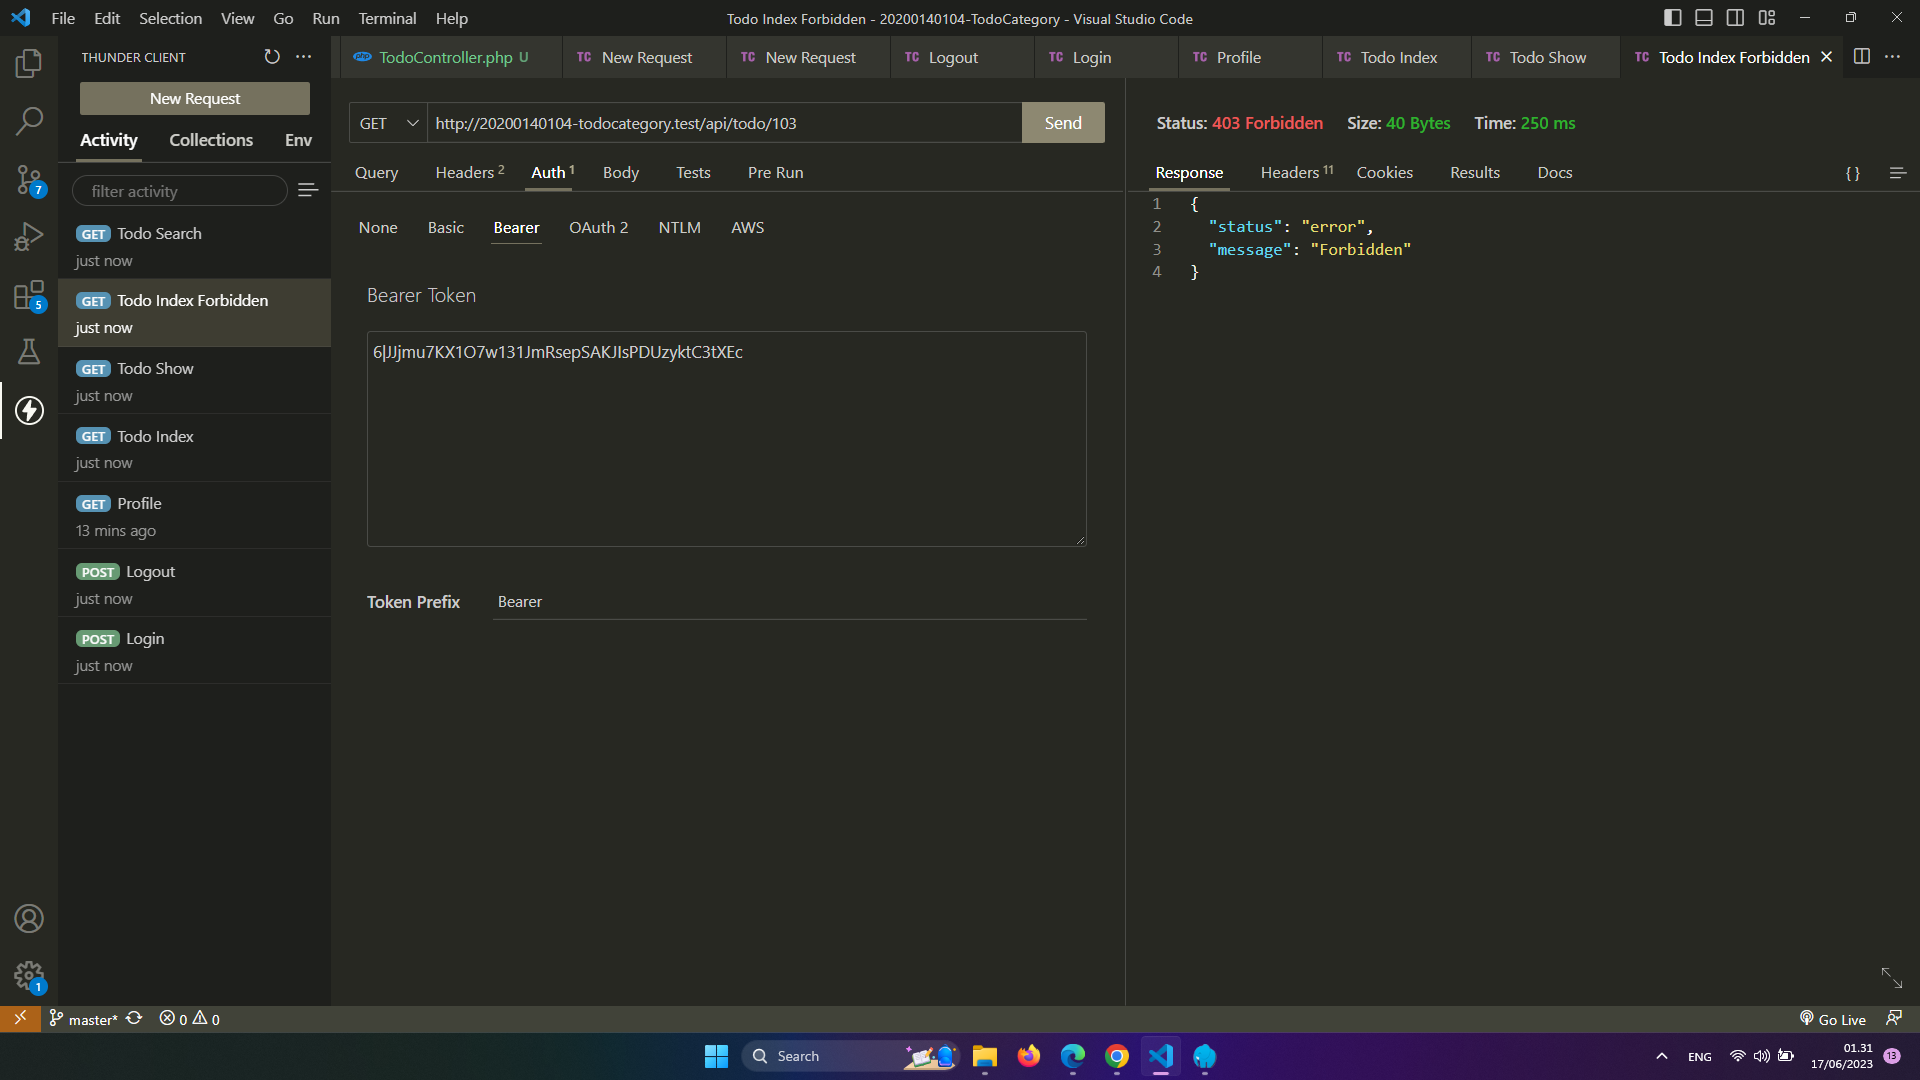 File Edit Selection View Go Run Terminal Help
Todo Index Forbidden - 20200140104-TodoCategory - Visual Studio Code
THUNDER CLIENT
New Request
Activity Collections Env
filter activity
GET Todo Search
just now
GET Todo Index Forbidden
just now
GET Todo Show
just now
GET Todo Index
just now
GET Profile
13 mins ago
POST Logout
just now
POST Login
just now
7
5
1
php TodoController.php U
TC New Request
TC New Request
TC Logout
TC Login
TC Profile
TC Todo Index
TC Todo Show
TC Todo Index Forbidden
GET http://20200140104-todocategory.test/api/todo/103 Send
Query Headers 2 Auth 1 Body Tests Pre Run
None Basic Bearer OAuth 2 NTLM AWS
Bearer Token
6|JJjmu7KX1O7w131JmRsepSAKJIsPDUzyktC3tXEc
Token Prefix Bearer
Status: 403 Forbidden Size: 40 Bytes Time: 250 ms
Response Headers 11 Cookies Results Docs { }
1 {
2 "status": "error",
3 "message": "Forbidden"
4 }
master* 0 0
Go Live
Search
ENG
01.31
17/06/2023
13